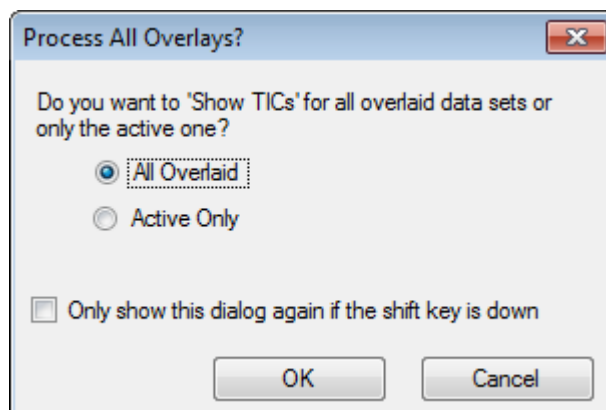 Process All Overlays?
Do you want to 'Show TICs' for all overlaid data sets or
only the active one?
All Overlaid
Active Only
Only show this dialog again if the shift key is down
OK
Cancel